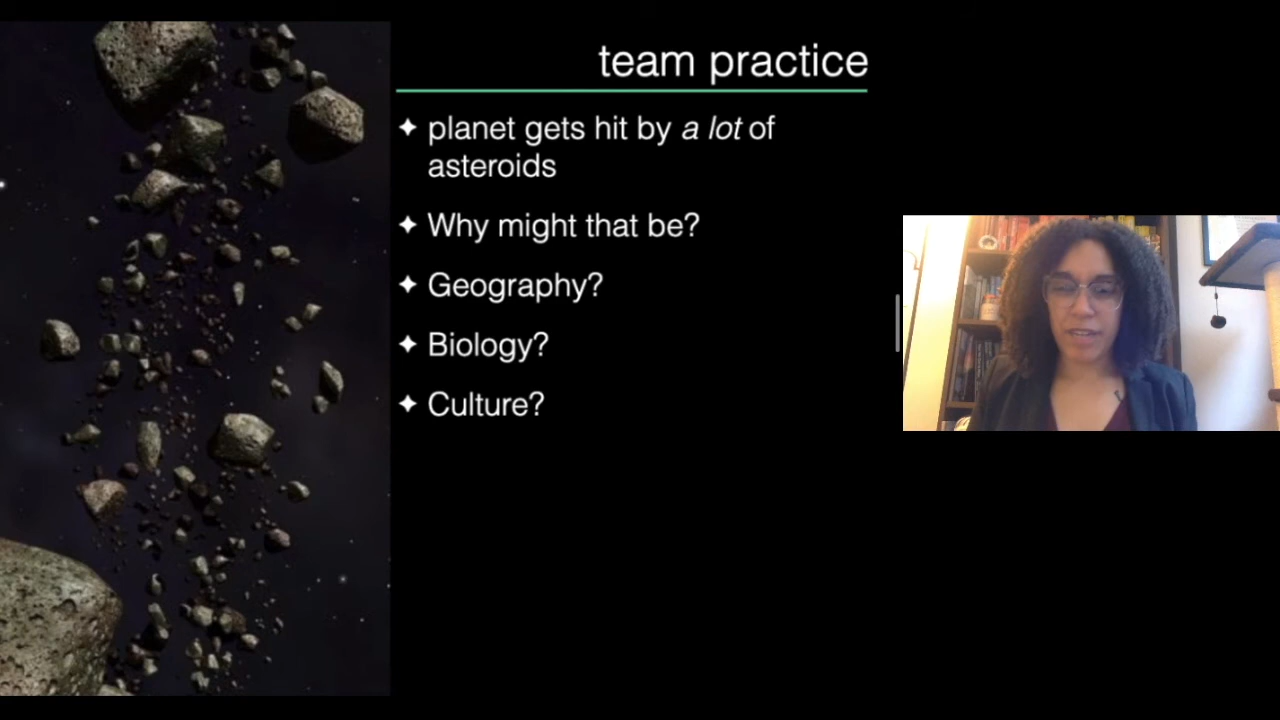 team practice
✦ planet gets hit by a lot of
asteroids
✦ Why might that be?
✦ Geography?
✦ Biology?
✦ Culture?